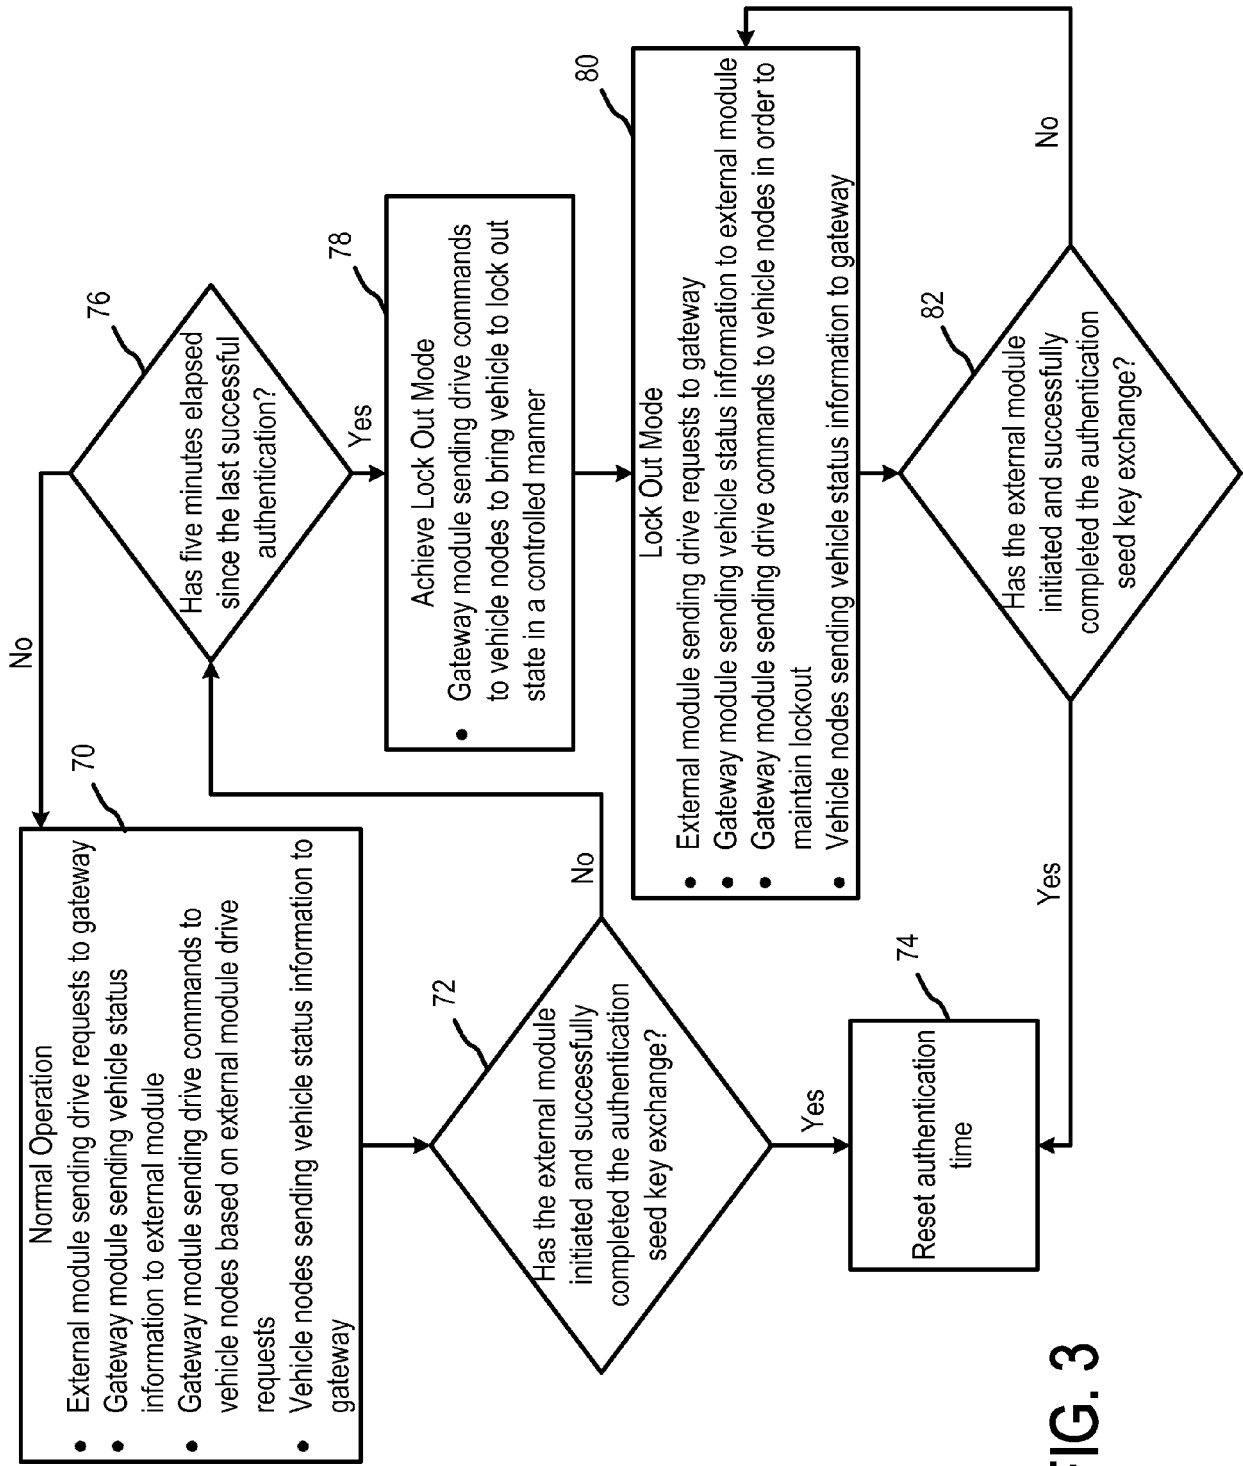 Normal Operation
• External module sending drive requests to gateway
• Gateway module sending vehicle status
information to external module
• Gateway module sending drive commands to
vehicle nodes based on external module drive
requests
• Vehicle nodes sending vehicle status information to
gateway
70
No
Has the external module
initiated and successfully
completed the authentication
seed key exchange?
72
Yes
No
Reset authentication
time
74
Has five minutes elapsed
since the last successful
authentication?
76
Yes
Achieve Lock Out Mode
• Gateway module sending drive commands
to vehicle nodes to bring vehicle to lock out
state in a controlled manner
78
Lock Out Mode
• External module sending drive requests to gateway
• Gateway module sending vehicle status information to external module
• Gateway module sending drive commands to vehicle nodes in order to
maintain lockout
• Vehicle nodes sending vehicle status information to gateway
80
Has the external module
initiated and successfully
completed the authentication
seed key exchange?
82
No
Yes
FIG. 3